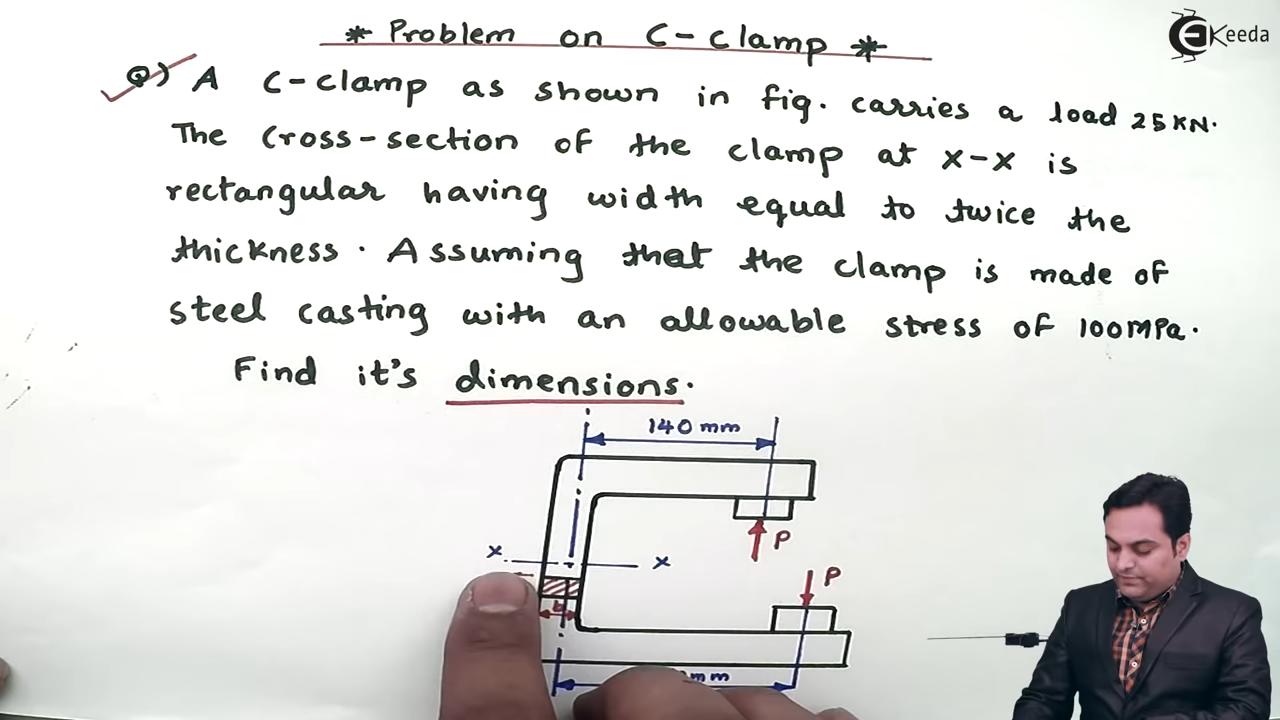 * Problem on C-clamp *
EKeeda
Q) A C-clamp as shown in fig. carries a load 25KN.
The cross-section of the clamp at X-X is
rectangular having width equal to twice the
thickness. Assuming that the clamp is made of
steel casting with an allowable stress of 100MPa.
Find it's dimensions.
140 mm
P
X X
P
b
mm